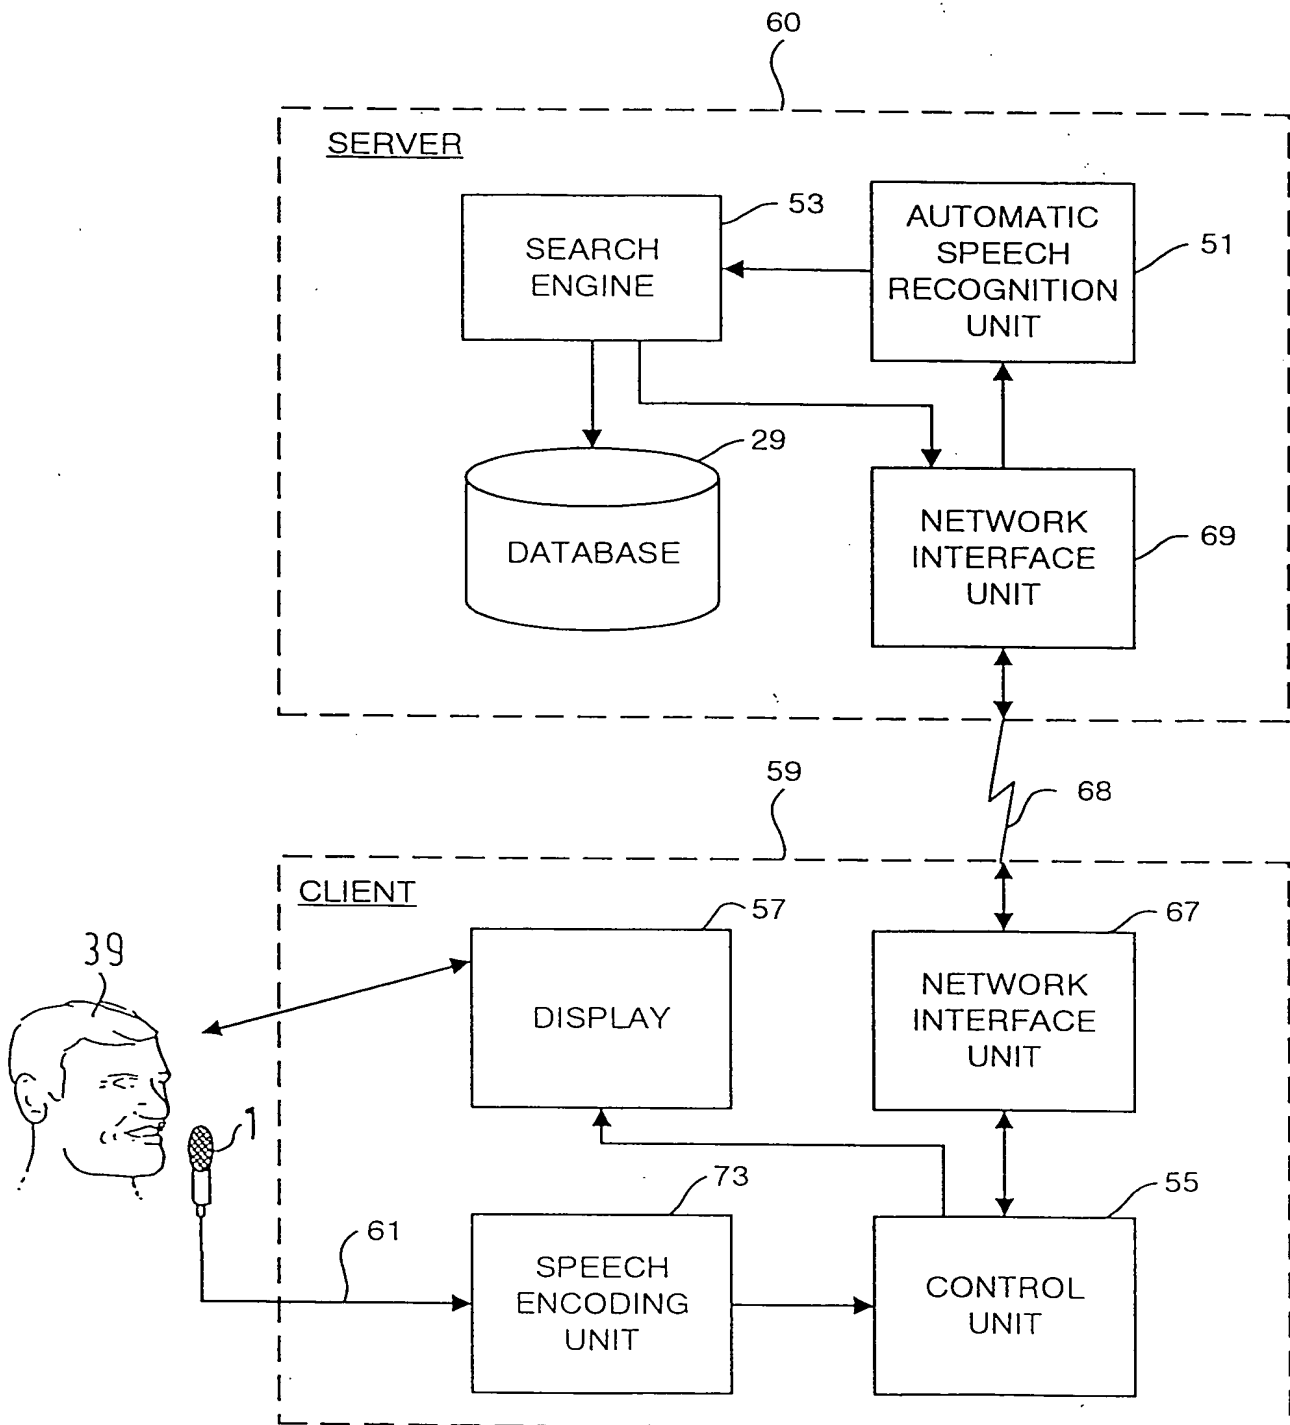 60
SERVER
53
SEARCH
ENGINE
AUTOMATIC
SPEECH
RECOGNITION
UNIT
51
29
DATABASE
NETWORK
INTERFACE
UNIT
69
59
68
CLIENT
57
67
39
DISPLAY
NETWORK
INTERFACE
UNIT
1
73
55
61
SPEECH
ENCODING
UNIT
CONTROL
UNIT